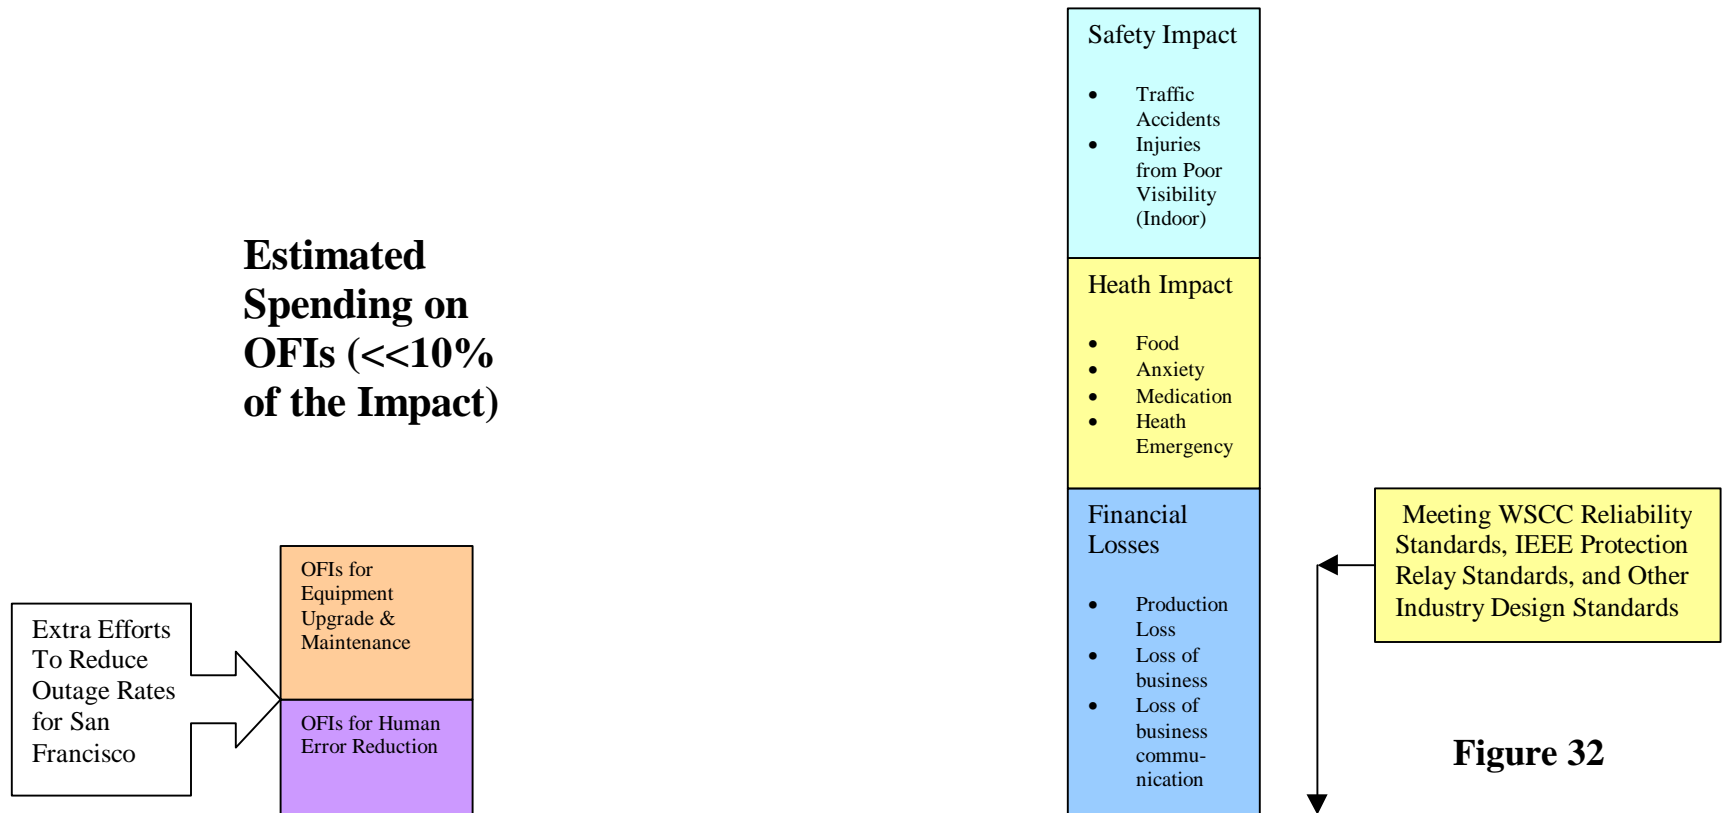 Estimated
Spending on
OFIs (<<10%
of the Impact)
Extra Efforts
To Reduce
Outage Rates
for San
Francisco
OFIs for
Equipment
Upgrade &
Maintenance
OFIs for Human
Error Reduction
Safety Impact
• Traffic
Accidents
• Injuries
from Poor
Visibility
(Indoor)
Heath Impact
• Food
• Anxiety
• Medication
• Heath
Emergency
Financial
Losses
• Production
Loss
• Loss of
business
• Loss of
business
commu-
nication
Meeting WSCC Reliability
Standards, IEEE Protection
Relay Standards, and Other
Industry Design Standards
Figure 32